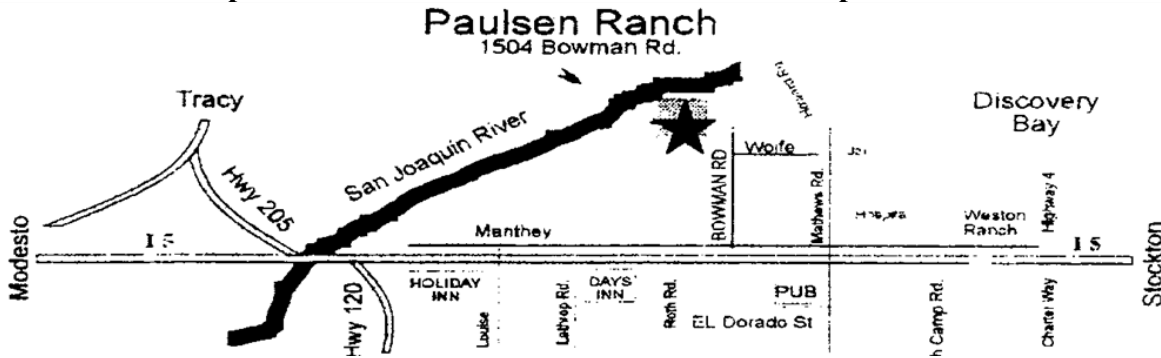 Paulsen Ranch
1504 Bowman Rd.
Tracy
Discovery
Bay
San Joaquin River
Hwy 205
Wolfe
BOWMAN RD
Mathews Rd.
Highway 4
Weston
Ranch
Manthey
Modesto
I 5
I 5
Stockton
HOLIDAY
INN
DAYS
INN
Hwy 120
Louise
Lathrop Rd.
Roth Rd.
PUB
EL Dorado St
Camp Rd.
Charter Way